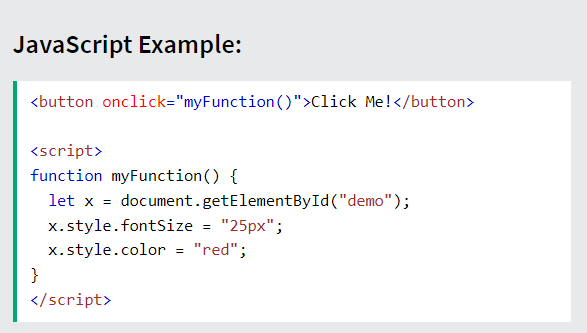 JavaScript Example:
<button onclick="myFunction()">Click Me!</button>
<script>
function myFunction() {
  let x = document.getElementById("demo");
  x.style.fontSize = "25px";
  x.style.color = "red";
}
</script>